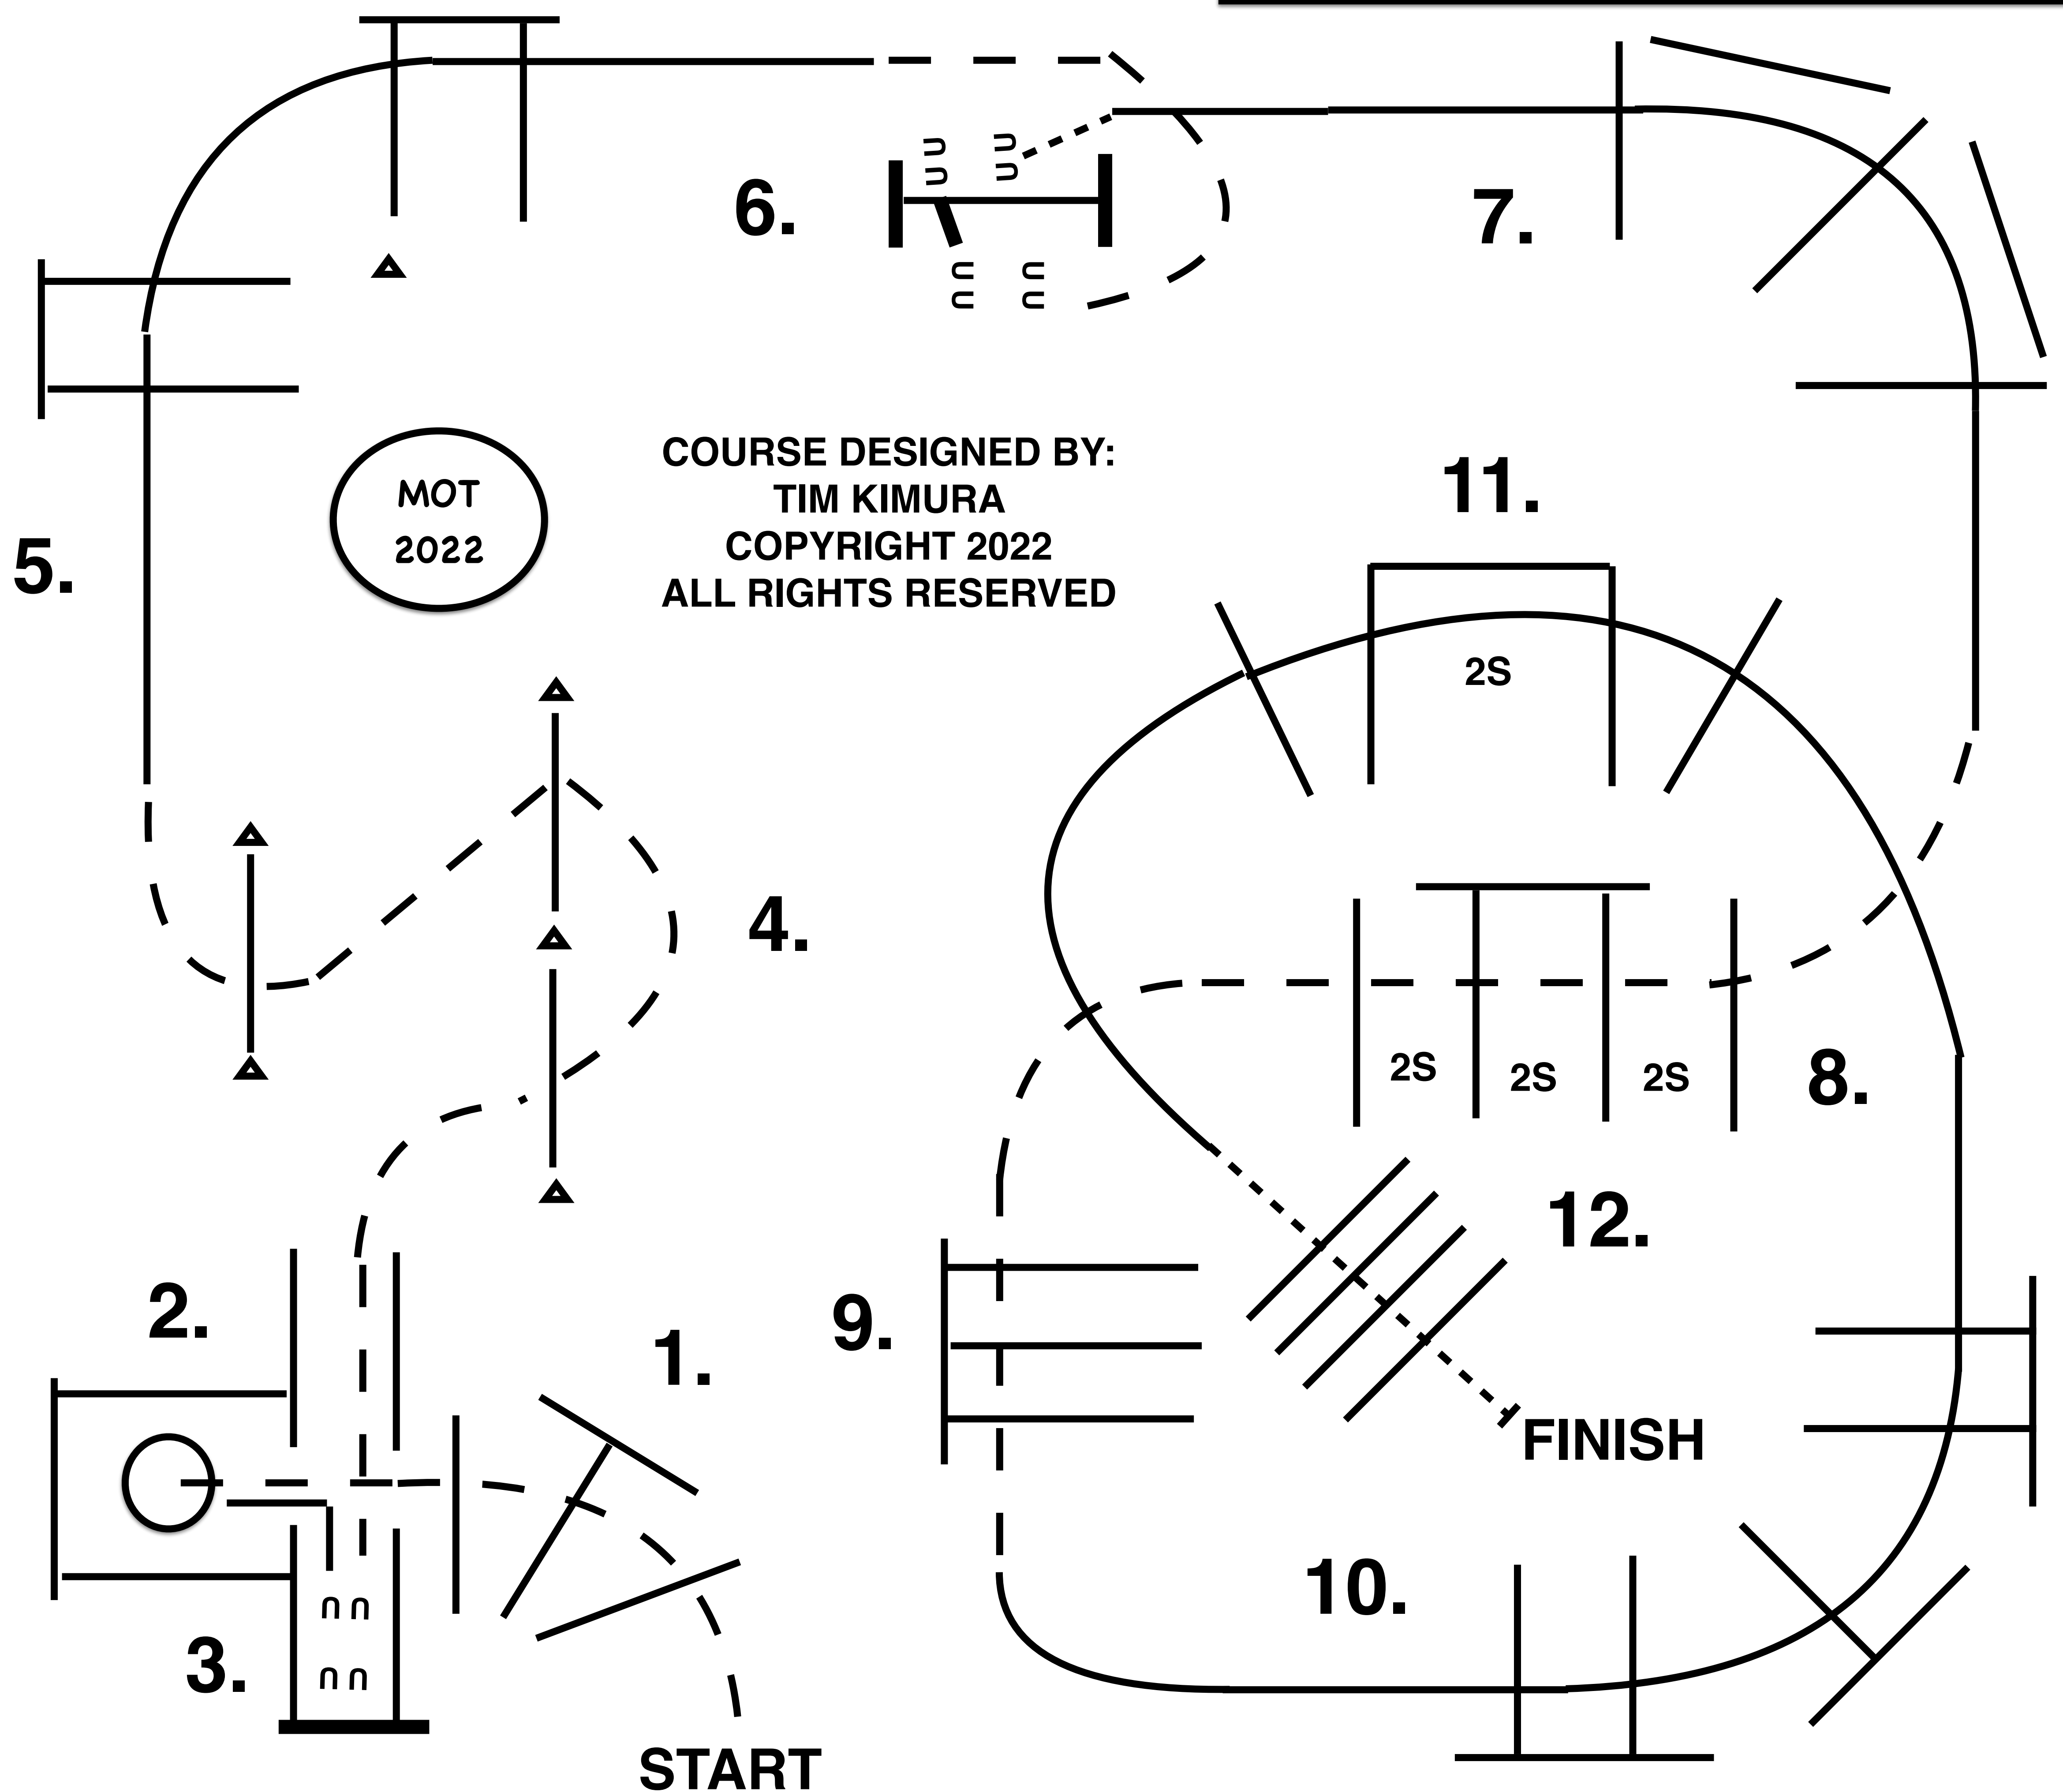 6.
7.
MOT
2022
COURSE DESIGNED BY:
TIM KIMURA
COPYRIGHT 2022
ALL RIGHTS RESERVED
11.
5.
2S
4.
2S
2S
2S
8.
12.
2.
9.
1.
FINISH
10.
3.
START